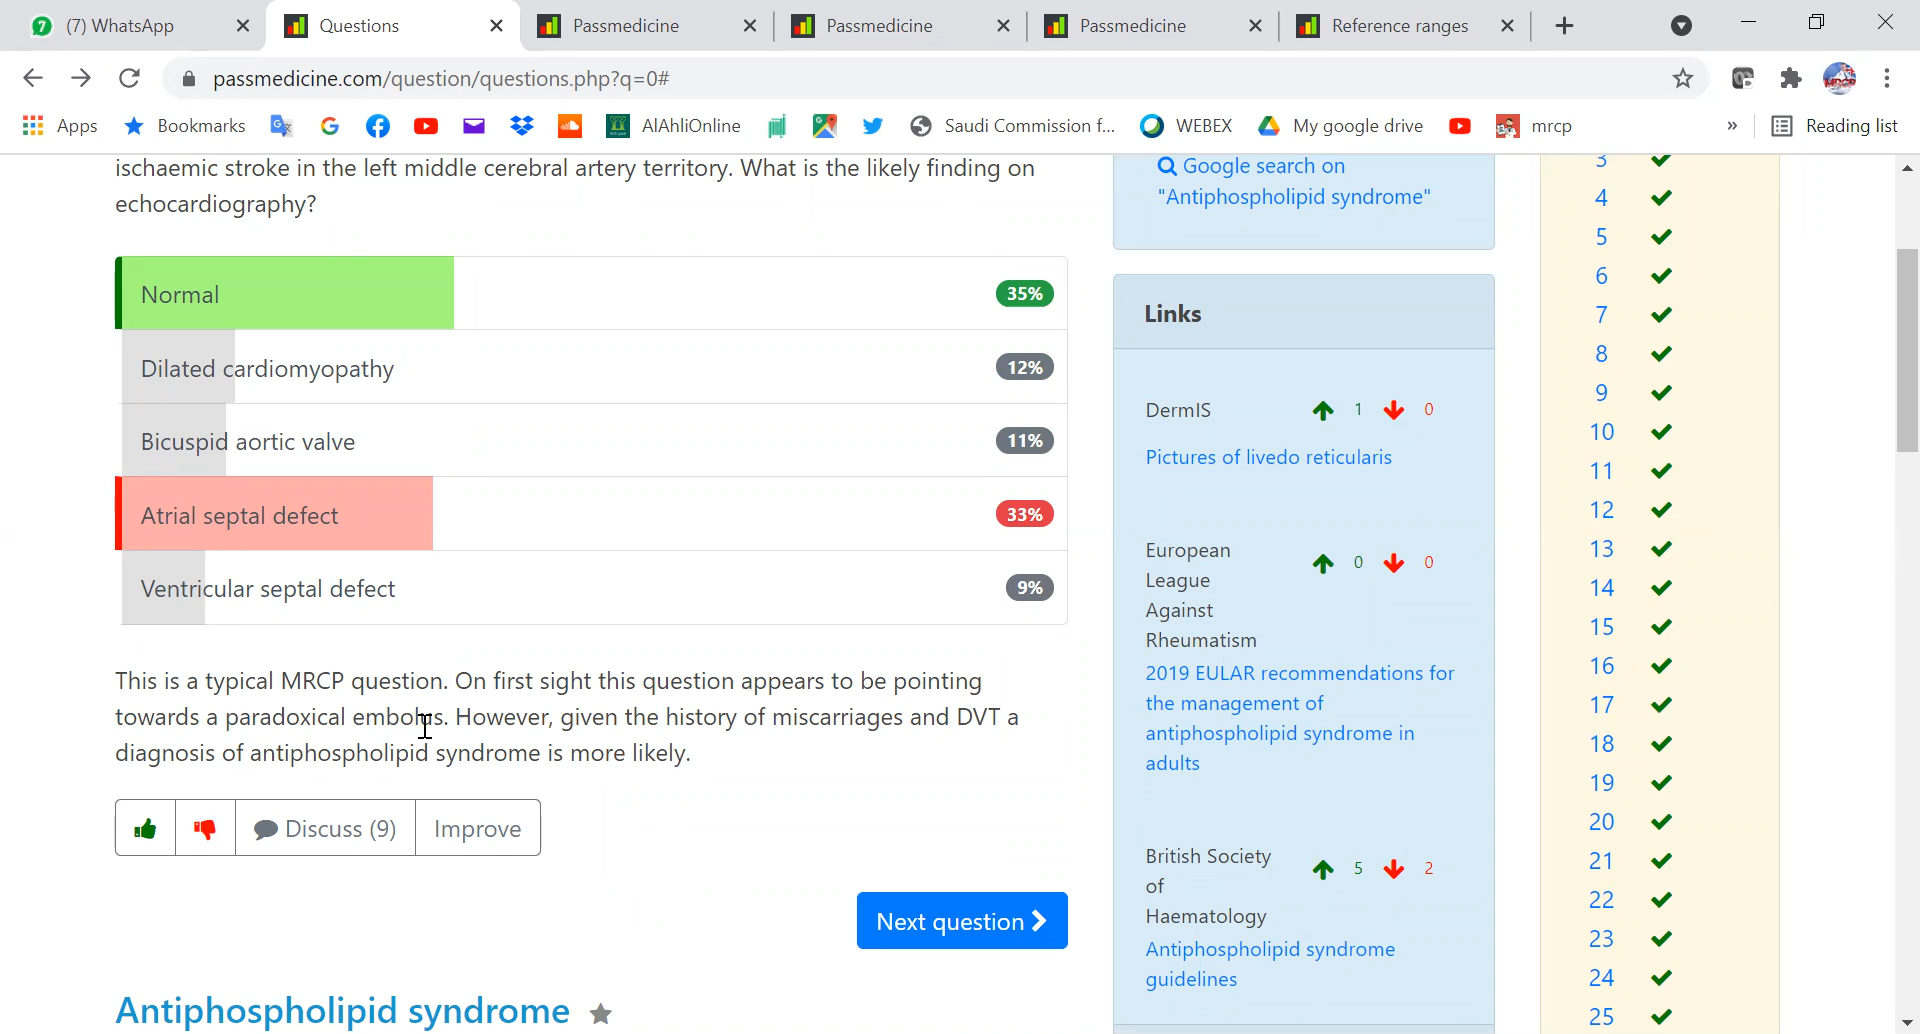 (7) WhatsApp
Questions
Passmedicine
Passmedicine
Passmedicine
Reference ranges
passmedicine.com/question/questions.php?q=0#
Apps
Bookmarks
AlAhliOnline
Saudi Commission f...
WEBEX
My google drive
mrcp
»
Reading list
ischaemic stroke in the left middle cerebral artery territory. What is the likely finding on
echocardiography?
Normal 35%
Dilated cardiomyopathy 12%
Bicuspid aortic valve 11%
Atrial septal defect 33%
Ventricular septal defect 9%
This is a typical MRCP question. On first sight this question appears to be pointing
towards a paradoxical embolus. However, given the history of miscarriages and DVT a
diagnosis of antiphospholipid syndrome is more likely.
Discuss (9)
Improve
Next question
Antiphospholipid syndrome
Google search on
"Antiphospholipid syndrome"
Links
DermIS 1 0
Pictures of livedo reticularis
European 0 0
League
Against
Rheumatism
2019 EULAR recommendations for
the management of
antiphospholipid syndrome in
adults
British Society 5 2
of
Haematology
Antiphospholipid syndrome
guidelines
3
4
5
6
7
8
9
10
11
12
13
14
15
16
17
18
19
20
21
22
23
24
25